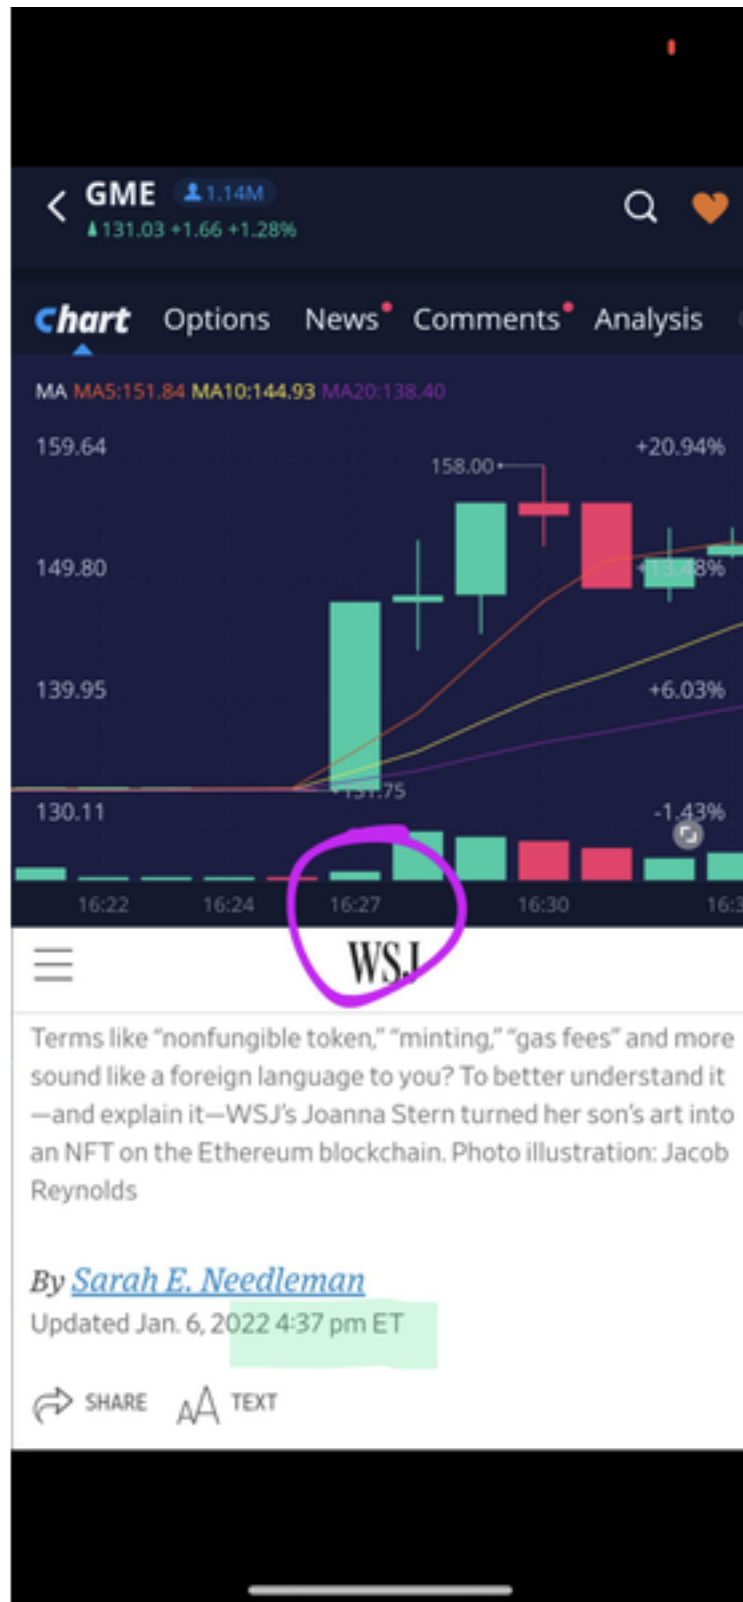 GME 1.14M
131.03 +1.66 +1.28%
Chart Options News Comments Analysis
MA MA5:151.84 MA10:144.93 MA20:138.40
159.64 158.00 +20.94%
149.80 +13.48%
139.95 +6.03%
130.11 -1.43%
16:22 16:24 16:27 16:30
WSJ
Terms like “nonfungible token,” “minting,” “gas fees” and more
sound like a foreign language to you? To better understand it
—and explain it—WSJ’s Joanna Stern turned her son’s art into
an NFT on the Ethereum blockchain. Photo illustration: Jacob
Reynolds
By Sarah E. Needleman
Updated Jan. 6, 2022 4:37 pm ET
SHARE AA TEXT